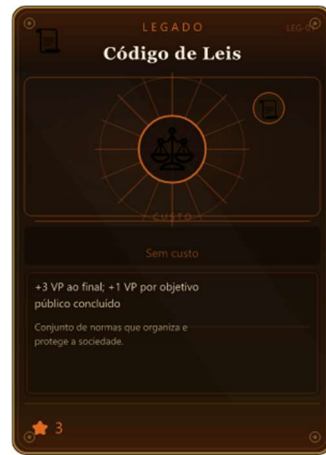 LEGADO
Código de Leis
CUSTO
Sem custo
+3 VP ao final; +1 VP por objetivo
público concluído
Conjunto de normas que organiza e
protege a sociedade.
3